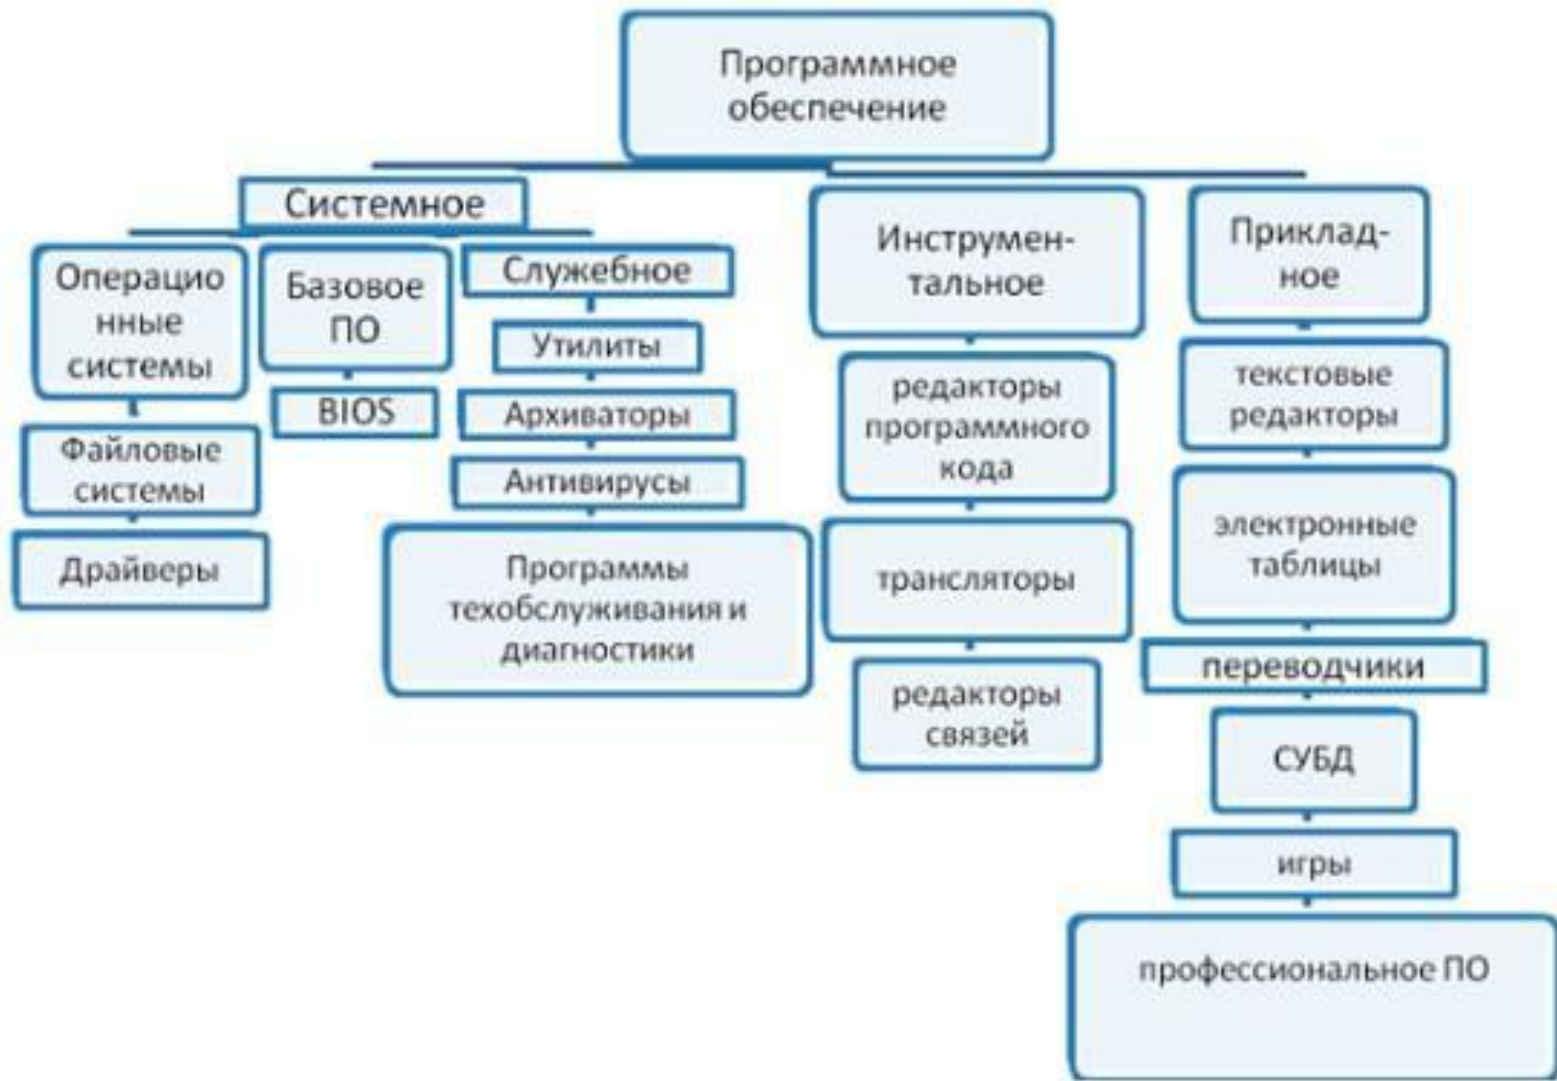 Программное
обеспечение
Системное
Операцио
нные
системы
Файловые
системы
Драйверы
Базовое
ПО
BIOS
Служебное
Утилиты
Архиваторы
Антивирусы
Программы
техобслуживания и
диагностики
Инструмен-
тальное
редакторы
программного
кода
трансляторы
редакторы
связей
Приклад-
ное
текстовые
редакторы
электронные
таблицы
переводчики
СУБД
игры
профессиональное ПО